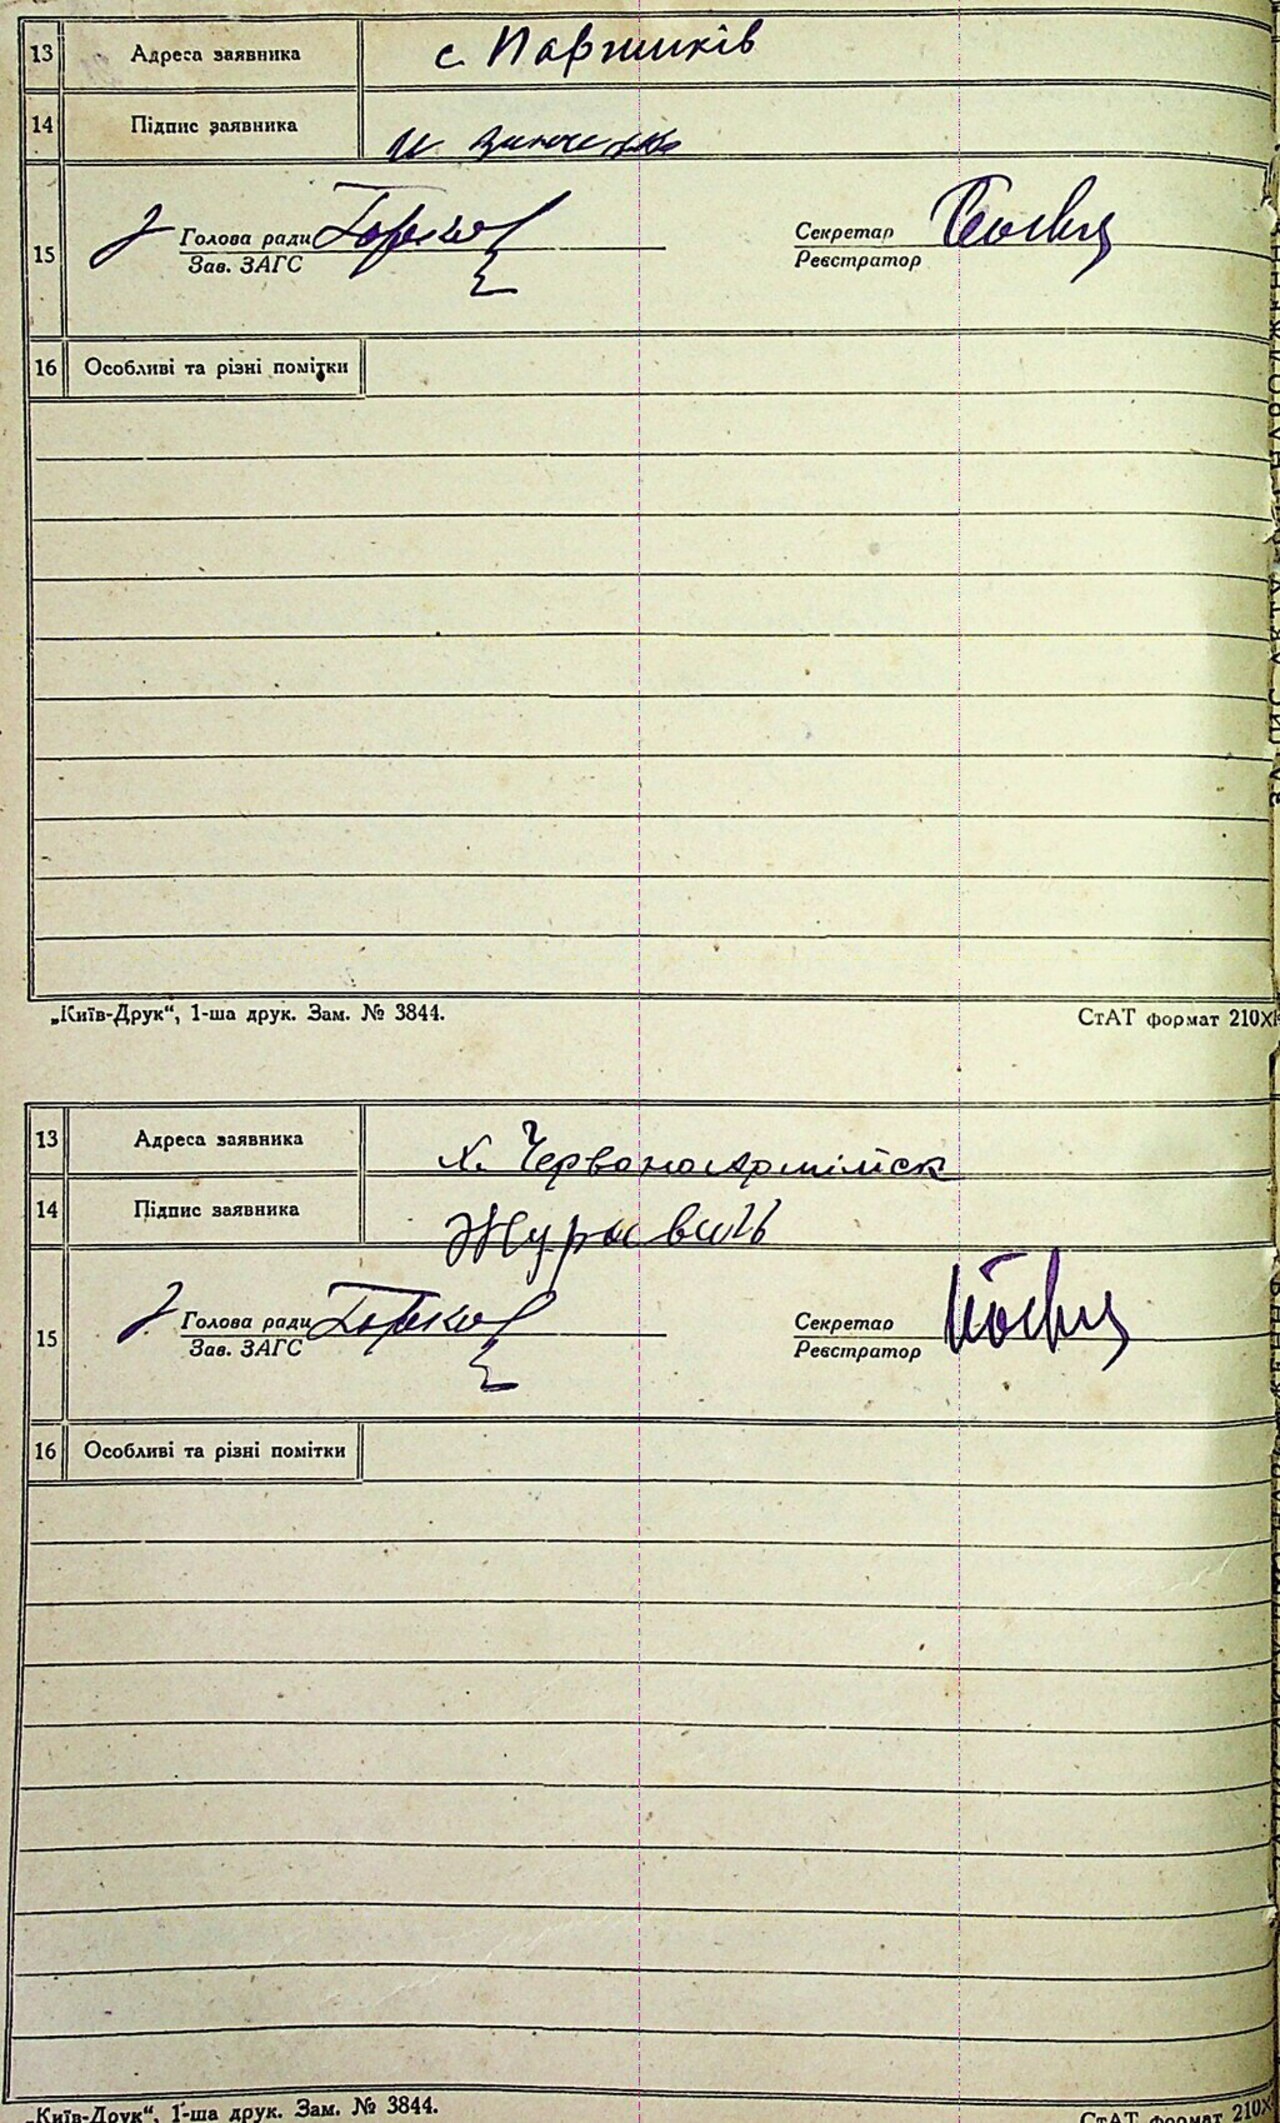 13 Адреса заявника с. Паршиків
14 Підпис заявника
15 Голова ради Секретар
Зав. ЗАГС Реєстратор
16 Особливі та різні помітки
„Київ-Друк“, 1-ша друк. Зам. № 3844. СтАТ формат 210Х
13 Адреса заявника х. Червоноармійск
14 Підпис заявника Журавиль
15 Голова ради Секретар
Зав. ЗАГС Реєстратор
16 Особливі та різні помітки
„Київ-Друк“, 1-ша друк. Зам. № 3844. СтАТ формат 210Х